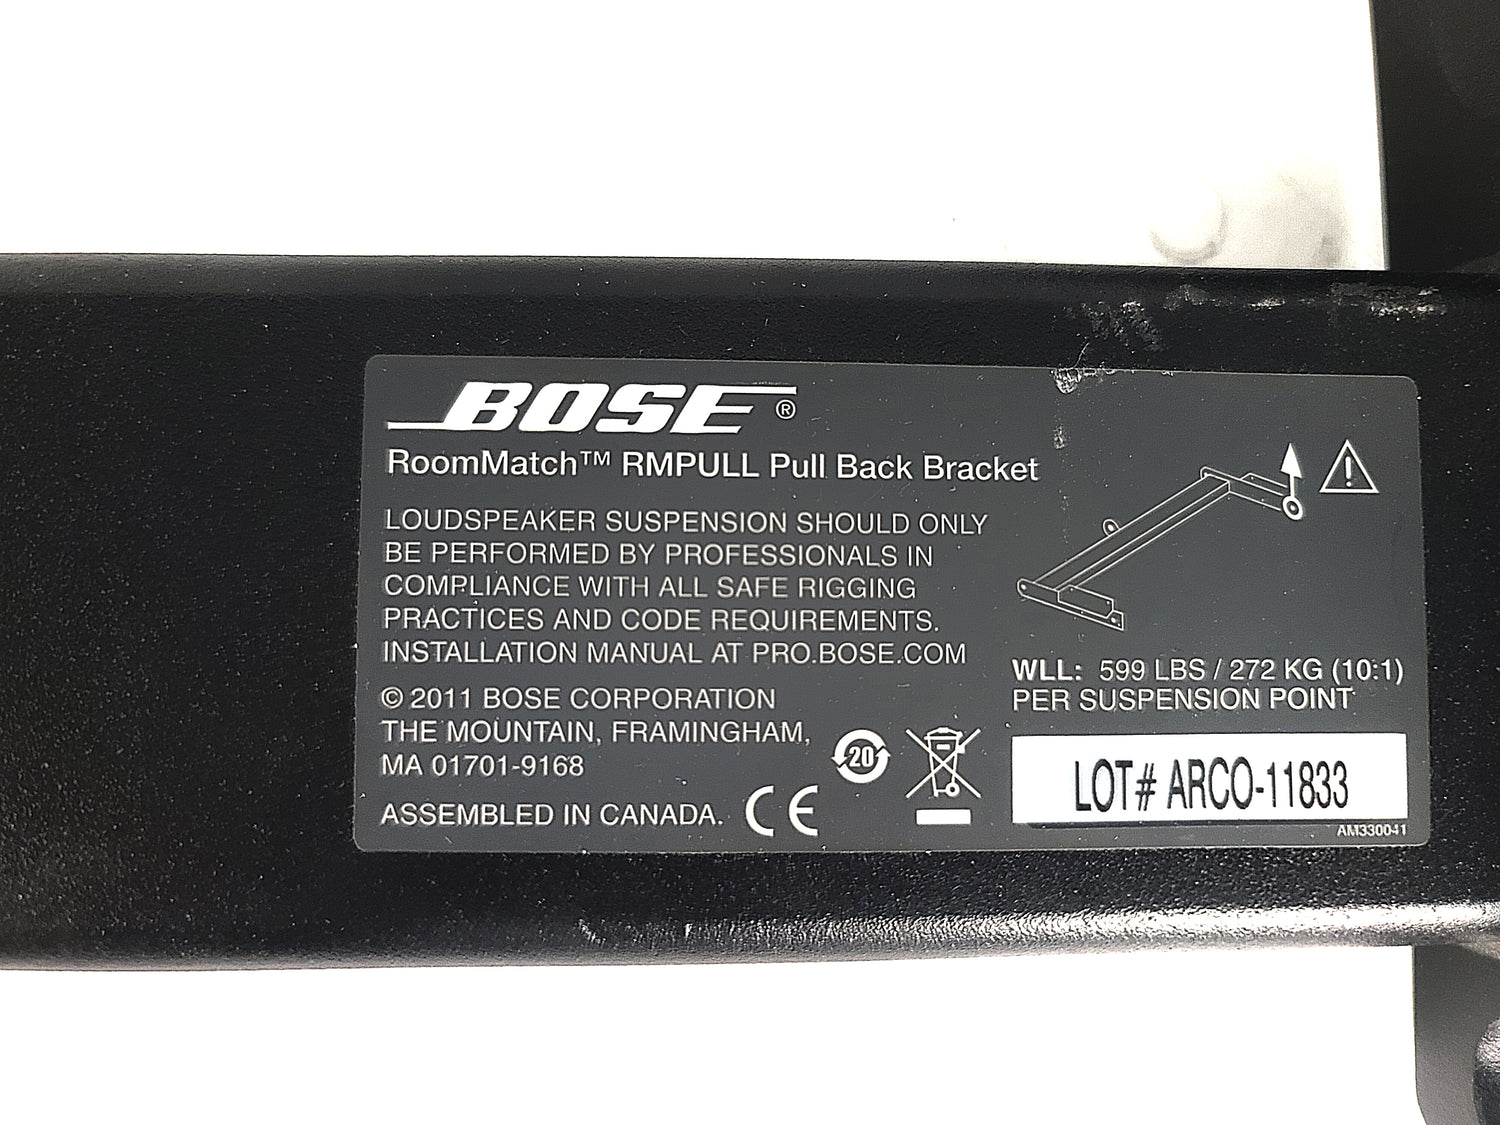 BOSE®
RoomMatch™ RMPULL Pull Back Bracket
LOUDSPEAKER SUSPENSION SHOULD ONLY
BE PERFORMED BY PROFESSIONALS IN
COMPLIANCE WITH ALL SAFE RIGGING
PRACTICES AND CODE REQUIREMENTS.
INSTALLATION MANUAL AT PRO.BOSE.COM
© 2011 BOSE CORPORATION
THE MOUNTAIN, FRAMINGHAM,
MA 01701-9168
ASSEMBLED IN CANADA.
CE
20
WLL: 599 LBS / 272 KG (10:1)
PER SUSPENSION POINT
LOT# ARCO-11833
AM330041